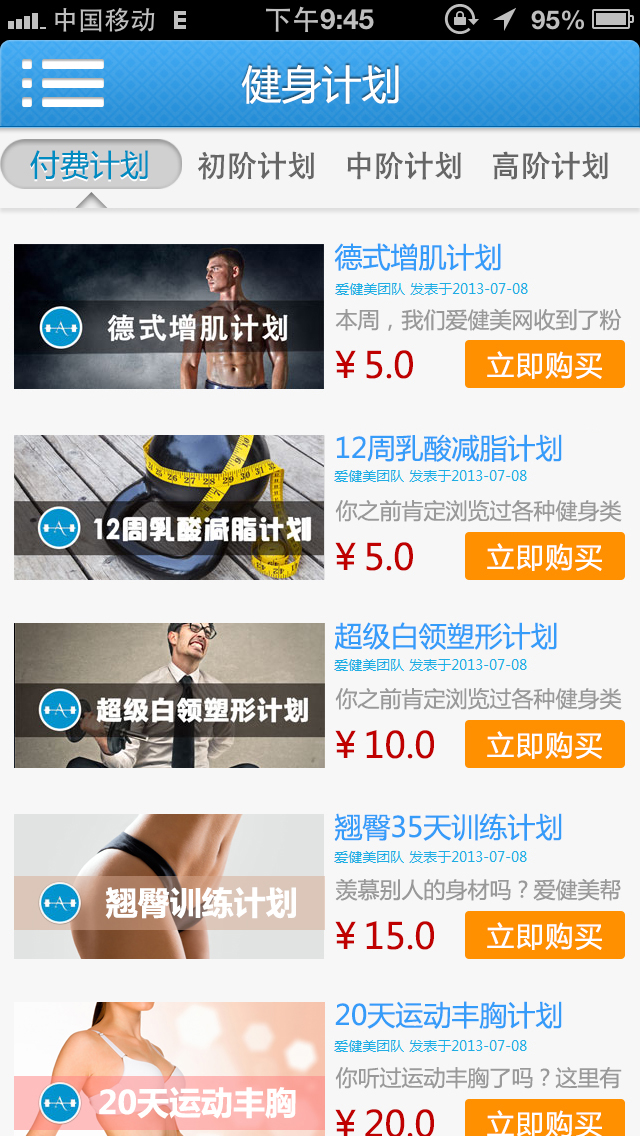 中国移动 E 下午9:45 95%
健身计划
付费计划 初阶计划 中阶计划 高阶计划
德式增肌计划
德式增肌计划
爱健美团队 发表于2013-07-08
本周，我们爱健美网收到了粉
¥ 5.0 立即购买
12周乳酸减脂计划
12周乳酸减脂计划
爱健美团队 发表于2013-07-08
你之前肯定浏览过各种健身类
¥ 5.0 立即购买
超级白领塑形计划
超级白领塑形计划
爱健美团队 发表于2013-07-08
你之前肯定浏览过各种健身类
¥ 10.0 立即购买
翘臀训练计划
翘臀35天训练计划
爱健美团队 发表于2013-07-08
羡慕别人的身材吗？爱健美帮
¥ 15.0 立即购买
20天运动丰胸
20天运动丰胸计划
爱健美团队 发表于2013-07-08
你听过运动丰胸了吗？这里有
¥ 20.0 立即购买